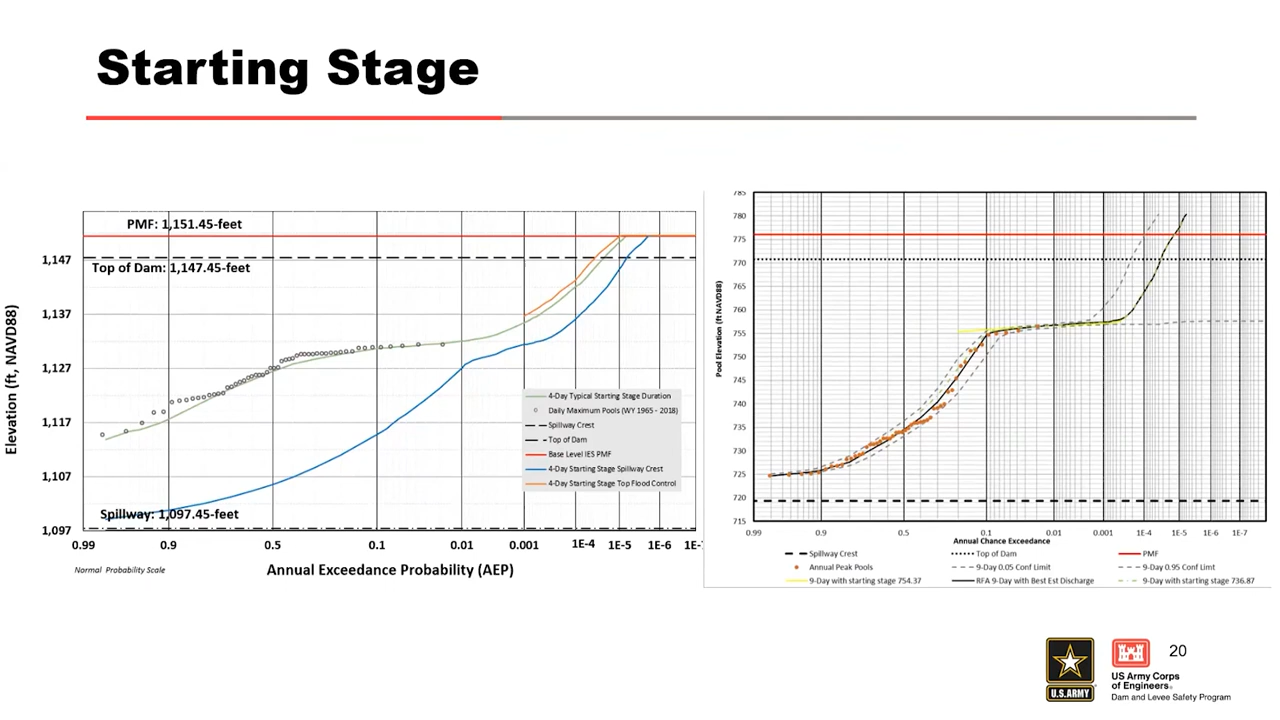 Starting Stage
PMF: 1,151.45-feet
Top of Dam: 1,147.45-feet
Spillway: 1,097.45-feet
Elevation (ft, NAVD88)
1,147
1,137
1,127
1,117
1,107
1,097
0.99 0.9 0.5 0.1 0.01 0.001 1E-4 1E-5 1E-6 1E-7
Normal Probability Scale
Annual Exceedance Probability (AEP)
4-Day Typical Starting Stage Duration
Daily Maximum Pools (WY 1965 - 2018)
Spillway Crest
Top of Dam
Base Level IES PMF
4-Day Starting Stage Spillway Crest
4-Day Starting Stage Top Flood Control
Pool Elevation (ft NAVD88)
785
780
775
770
765
760
755
750
745
740
735
730
725
720
715
0.99 0.9 0.5 0.1 0.01 0.001 1E-4 1E-5 1E-6 1E-7
Annual Chance Exceedance
Spillway Crest Top of Dam PMF
Annual Peak Pools 9-Day 0.05 Conf Limit 9-Day 0.95 Conf Limt
9-Day with starting stage 754.37 RFA 9-Day with Best Est Discharge 9-Day with starting stage 736.87
U.S.ARMY
US Army Corps
of Engineers®
Dam and Levee Safety Program
20